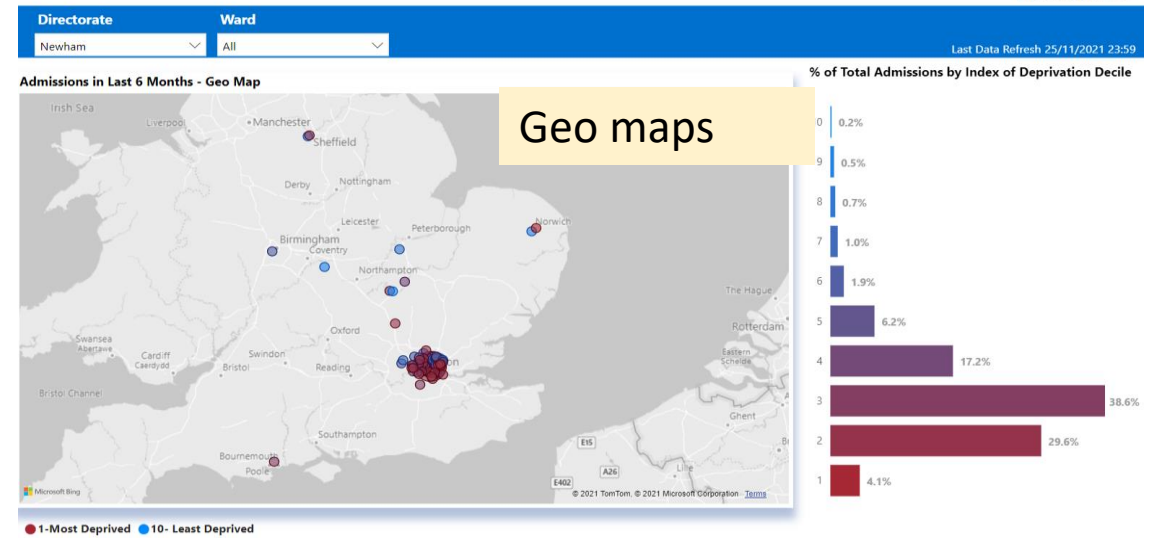 Directorate
Ward
Newham
All
Last Data Refresh 25/11/2021 23:59
Admissions in Last 6 Months - Geo Map
Geo maps
Irish Sea
Liverpool
Manchester
Sheffield
Derby
Nottingham
Leicester
Peterborough
Norwich
Birmingham
Coventry
Northampton
The Hague
Oxford
Rotterdam
Swansea
Abertawe
Cardiff
Caerdydd
Swindon
Bristol
Reading
Eastern
Schelde
Bristol Channel
Ghent
Southampton
E15
Bournemouth
Poole
A26
Lille
E402
Microsoft Bing
© 2021 TomTom, © 2021 Microsoft Corporation Terms
1-Most Deprived 10- Least Deprived
% of Total Admissions by Index of Deprivation Decile
0 0.2%
9 0.5%
8 0.7%
7 1.0%
6 1.9%
5 6.2%
4 17.2%
3 38.6%
2 29.6%
1 4.1%